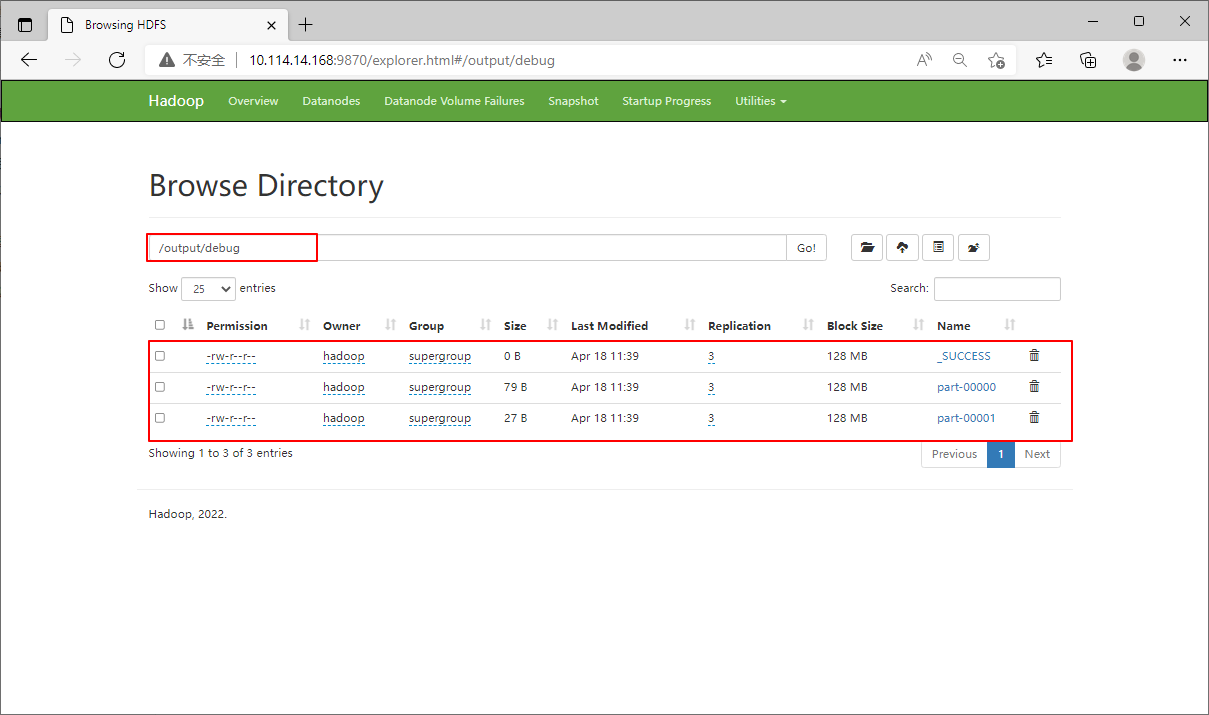 Browsing HDFS
不安全 10.114.14.168:9870/explorer.html#/output/debug
Hadoop Overview Datanodes Datanode Volume Failures Snapshot Startup Progress Utilities
Browse Directory
/output/debug Go!
Show 25 entries Search:
Permission Owner Group Size Last Modified Replication Block Size Name
-rw-r--r-- hadoop supergroup 0 B Apr 18 11:39 3 128 MB _SUCCESS
-rw-r--r-- hadoop supergroup 79 B Apr 18 11:39 3 128 MB part-00000
-rw-r--r-- hadoop supergroup 27 B Apr 18 11:39 3 128 MB part-00001
Showing 1 to 3 of 3 entries Previous 1 Next
Hadoop, 2022.